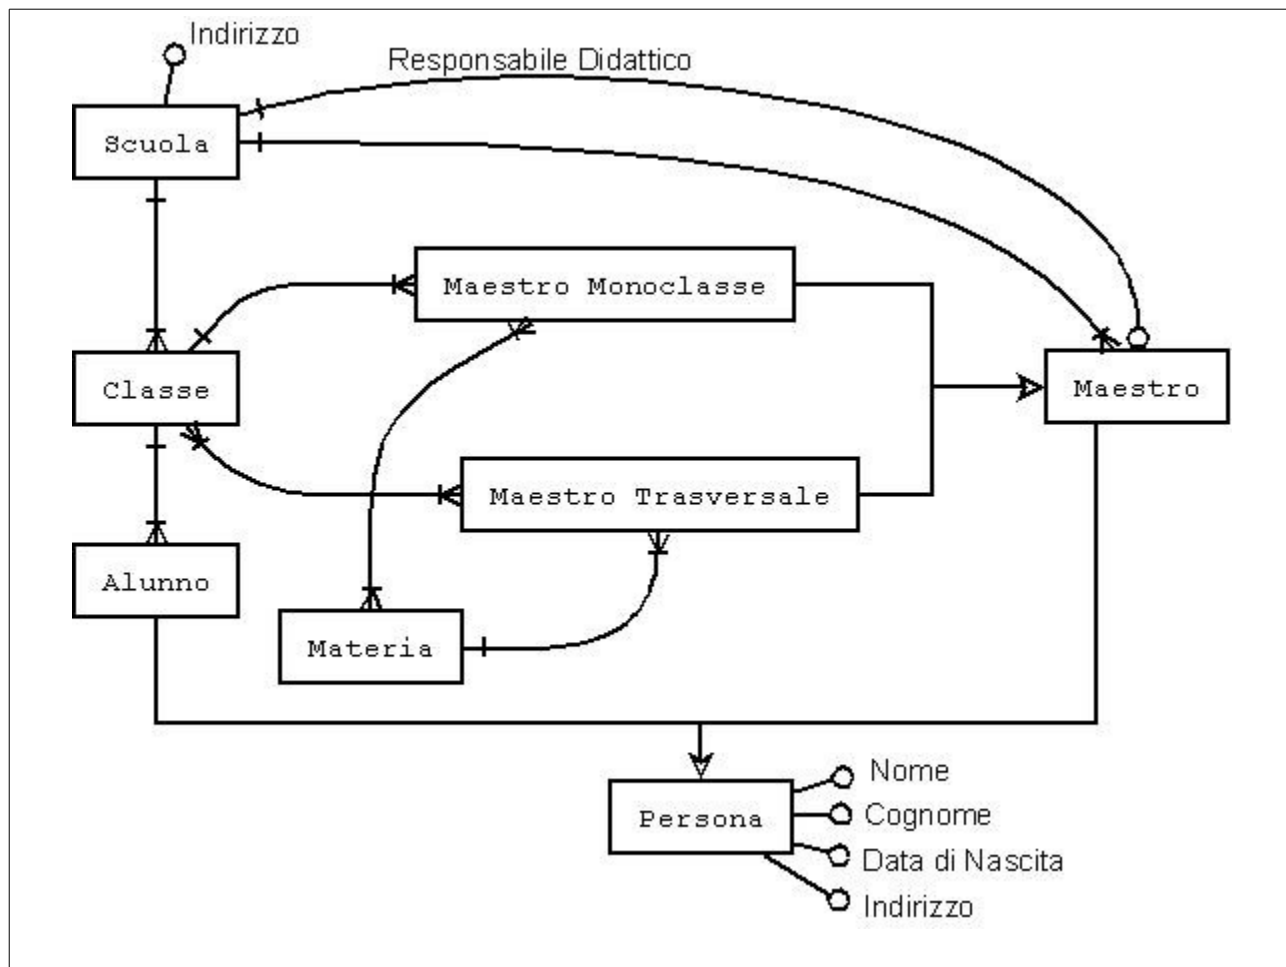 Indirizzo
Responsabile Didattico
Scuola
Maestro Monoclasse
Classe
Maestro
Maestro Trasversale
Alunno
Materia
Nome
Persona
Cognome
Data di Nascita
Indirizzo